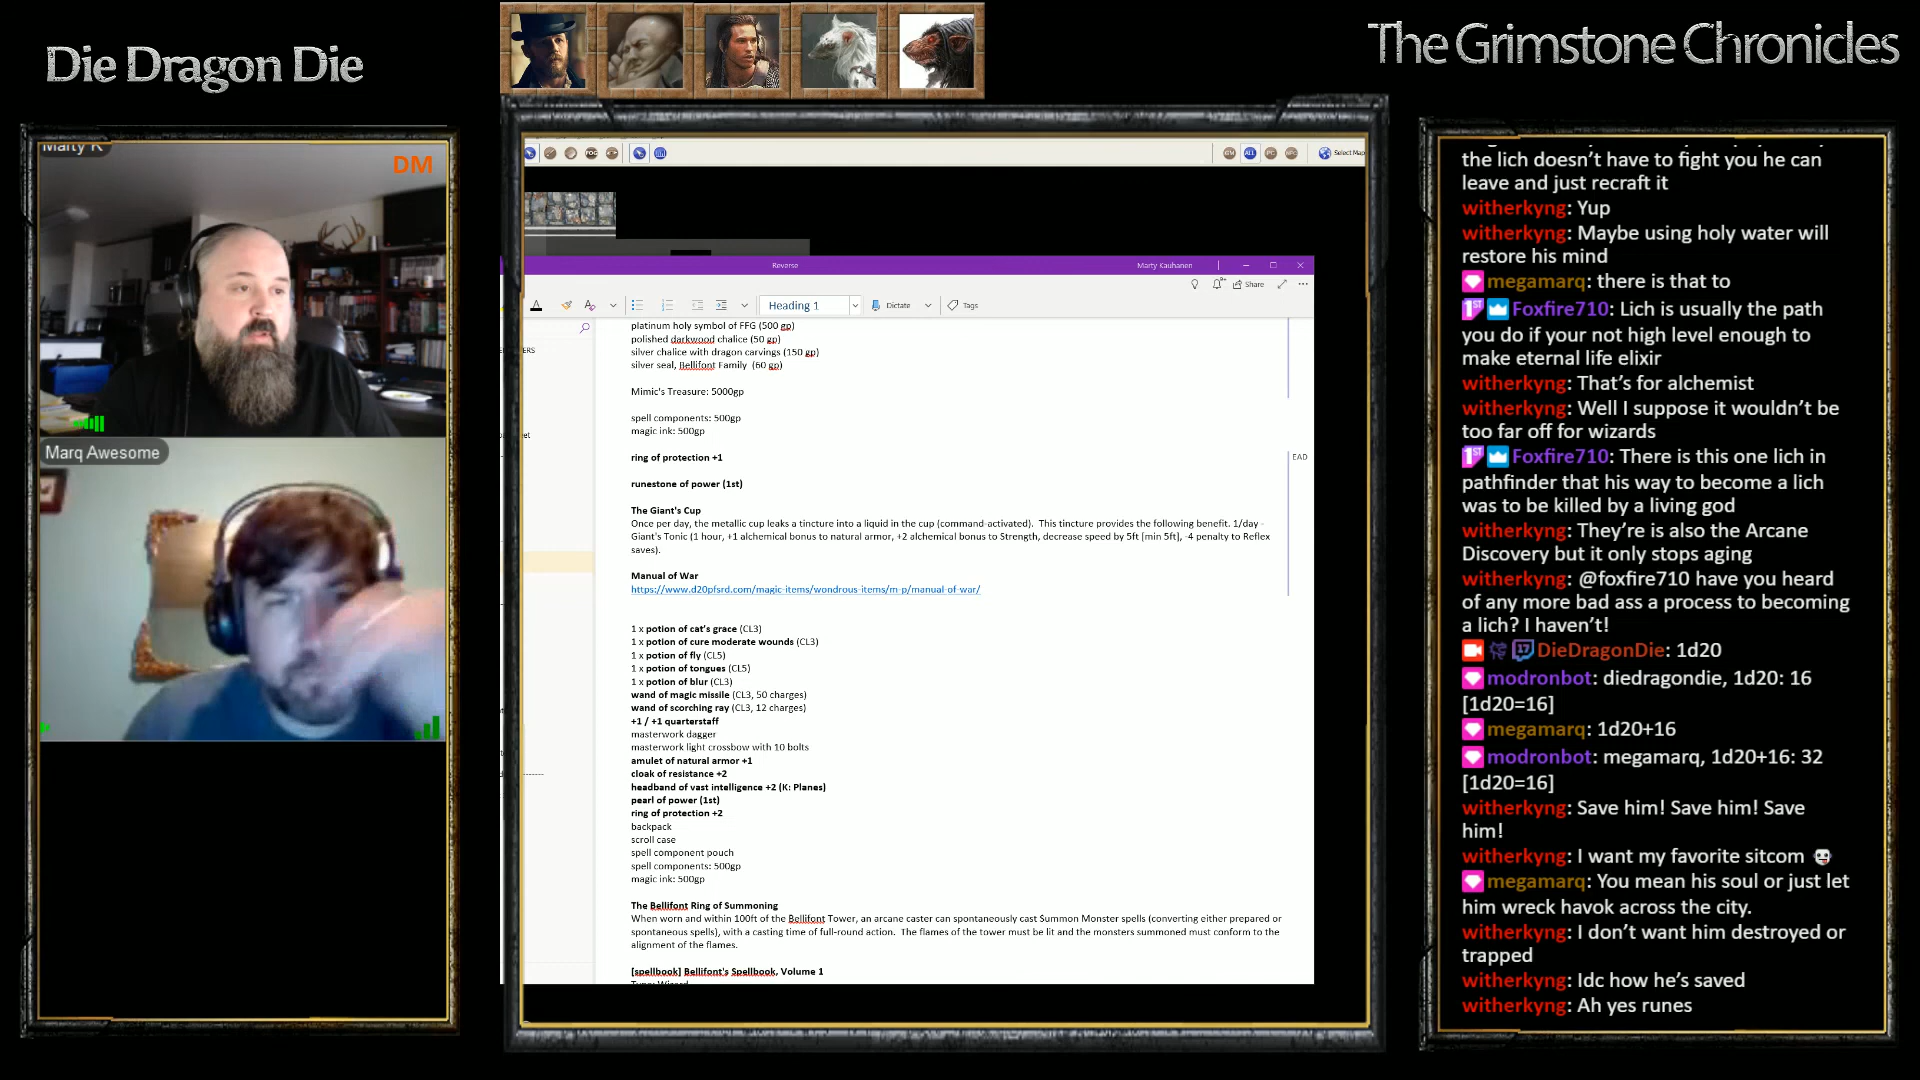 Die Dragon Die
The Grimstone Chronicles
Marty K
DM
Marq Awesome
FOG
ALL
Select Map
Reverse
Marty Kauhanen
Share
Heading 1
Dictate
Tags
ERS
eet
EAD
platinum holy symbol of FFG (500 gp)
polished darkwood chalice (50 gp)
silver chalice with dragon carvings (150 gp)
silver seal, Bellifont Family (60 gp)
Mimic's Treasure: 5000gp
spell components: 500gp
magic ink: 500gp
ring of protection +1
runestone of power (1st)
The Giant's Cup
Once per day, the metallic cup leaks a tincture into a liquid in the cup (command-activated). This tincture provides the following benefit. 1/day -
Giant's Tonic (1 hour, +1 alchemical bonus to natural armor, +2 alchemical bonus to Strength, decrease speed by 5ft [min 5ft], -4 penalty to Reflex
saves).
Manual of War
https://www.d20pfsrd.com/magic-items/wondrous-items/m-p/manual-of-war/
1 x potion of cat's grace (CL3)
1 x potion of cure moderate wounds (CL3)
1 x potion of fly (CL5)
1 x potion of tongues (CL5)
1 x potion of blur (CL3)
wand of magic missile (CL3, 50 charges)
wand of scorching ray (CL3, 12 charges)
+1 / +1 quarterstaff
masterwork dagger
masterwork light crossbow with 10 bolts
amulet of natural armor +1
cloak of resistance +2
headband of vast intelligence +2 (K: Planes)
pearl of power (1st)
ring of protection +2
backpack
scroll case
spell component pouch
spell components: 500gp
magic ink: 500gp
The Bellifont Ring of Summoning
When worn and within 100ft of the Bellifont Tower, an arcane caster can spontaneously cast Summon Monster spells (converting either prepared or
spontaneous spells), with a casting time of full-round action. The flames of the tower must be lit and the monsters summoned must conform to the
alignment of the flames.
[spellbook] Bellifont's Spellbook, Volume 1
Type: Wizard
the lich doesn't have to fight you he can
leave and just recraft it
witherkyng: Yup
witherkyng: Maybe using holy water will
restore his mind
megamarq: there is that to
1ST Foxfire710: Lich is usually the path
you do if your not high level enough to
make eternal life elixir
witherkyng: That's for alchemist
witherkyng: Well I suppose it wouldn't be
too far off for wizards
1ST Foxfire710: There is this one lich in
pathfinder that his way to become a lich
was to be killed by a living god
witherkyng: They're is also the Arcane
Discovery but it only stops aging
witherkyng: @foxfire710 have you heard
of any more bad ass a process to becoming
a lich? I haven't!
17 DieDragonDie: 1d20
modronbot: diedragondie, 1d20: 16
[1d20=16]
megamarq: 1d20+16
modronbot: megamarq, 1d20+16: 32
[1d20=16]
witherkyng: Save him! Save him! Save
him!
witherkyng: I want my favorite sitcom 💀
megamarq: You mean his soul or just let
him wreck havok across the city.
witherkyng: I don't want him destroyed or
trapped
witherkyng: Idc how he's saved
witherkyng: Ah yes runes